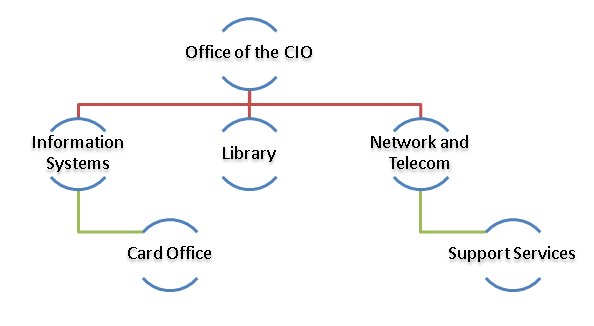 Office of the CIO
Information
Systems
Library
Network and
Telecom
Card Office
Support Services